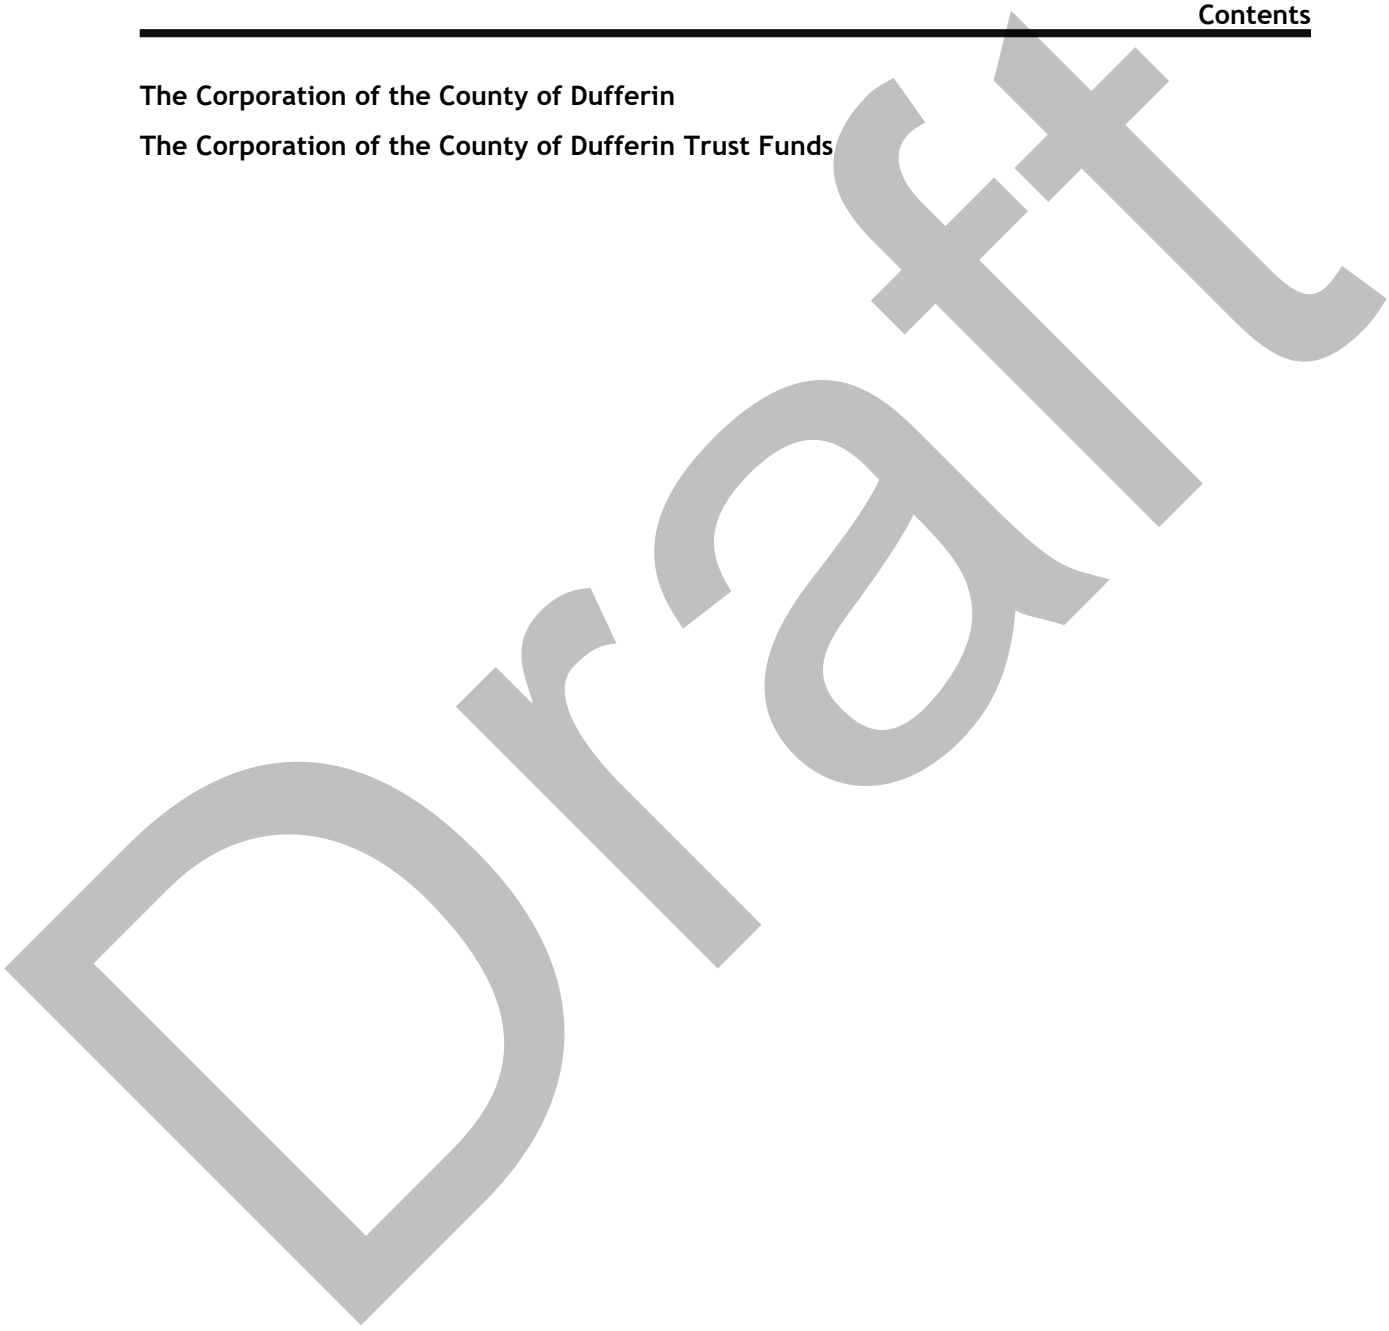 Contents
The Corporation of the County of Dufferin
The Corporation of the County of Dufferin Trust Funds
Draft